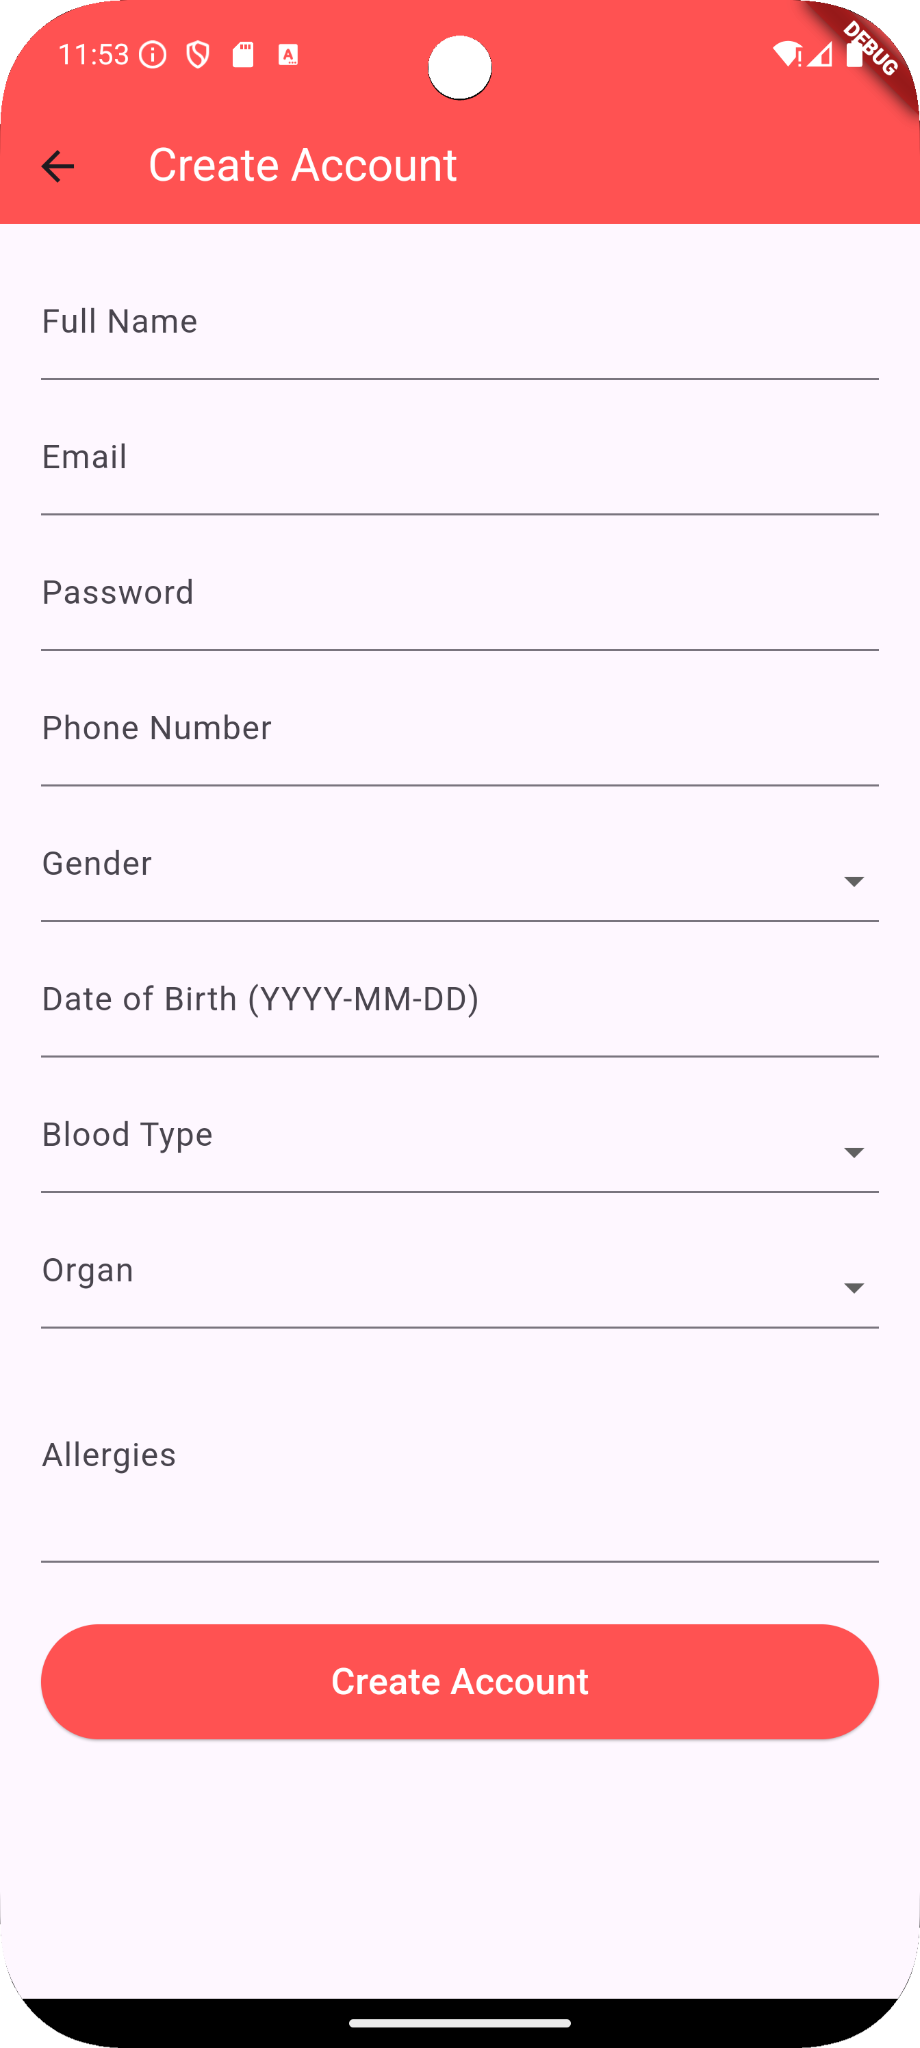 11:53
DEBUG
Create Account
Full Name
Email
Password
Phone Number
Gender
Date of Birth (YYYY-MM-DD)
Blood Type
Organ
Allergies
Create Account